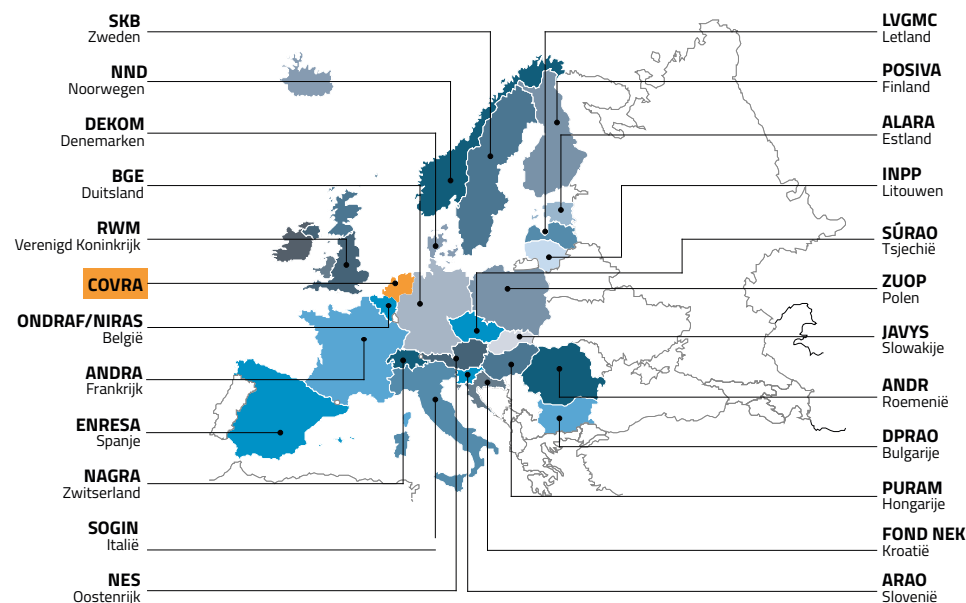 SKB
Zweden
NND
Noorwegen
DEKOM
Denemarken
BGE
Duitsland
RWM
Verenigd Koninkrijk
COVRA
ONDRAF/NIRAS
België
ANDRA
Frankrijk
ENRESA
Spanje
NAGRA
Zwitserland
SOGIN
Italië
NES
Oostenrijk
LVGMC
Letland
POSIVA
Finland
ALARA
Estland
INPP
Litouwen
SÚRAO
Tsjechië
ZUOP
Polen
JAVYS
Slowakije
ANDR
Roemenië
DPRAO
Bulgarije
PURAM
Hongarije
FOND NEK
Kroatië
ARAO
Slovenië